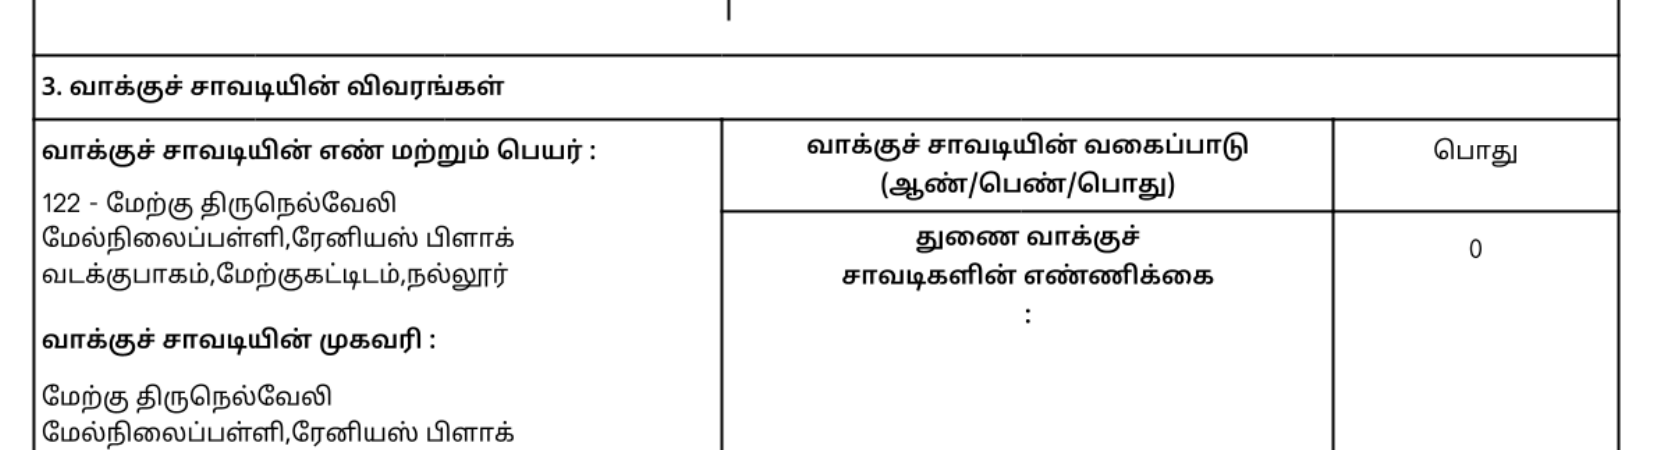 3. வாக்குச் சாவடியின் விவரங்கள்
வாக்குச் சாவடியின் எண் மற்றும் பெயர் :
122 - மேற்கு திருநெல்வேலி
மேல்நிலைப்பள்ளி,ரேனியஸ் பிளாக்
வடக்குபாகம்,மேற்குகட்டிடம்,நல்லூர்
வாக்குச் சாவடியின் முகவரி :
மேற்கு திருநெல்வேலி
மேல்நிலைப்பள்ளி,ரேனியஸ் பிளாக்
வாக்குச் சாவடியின் வகைப்பாடு
(ஆண்/பெண்/பொது)
பொது
துணை வாக்குச்
சாவடிகளின் எண்ணிக்கை
:
0